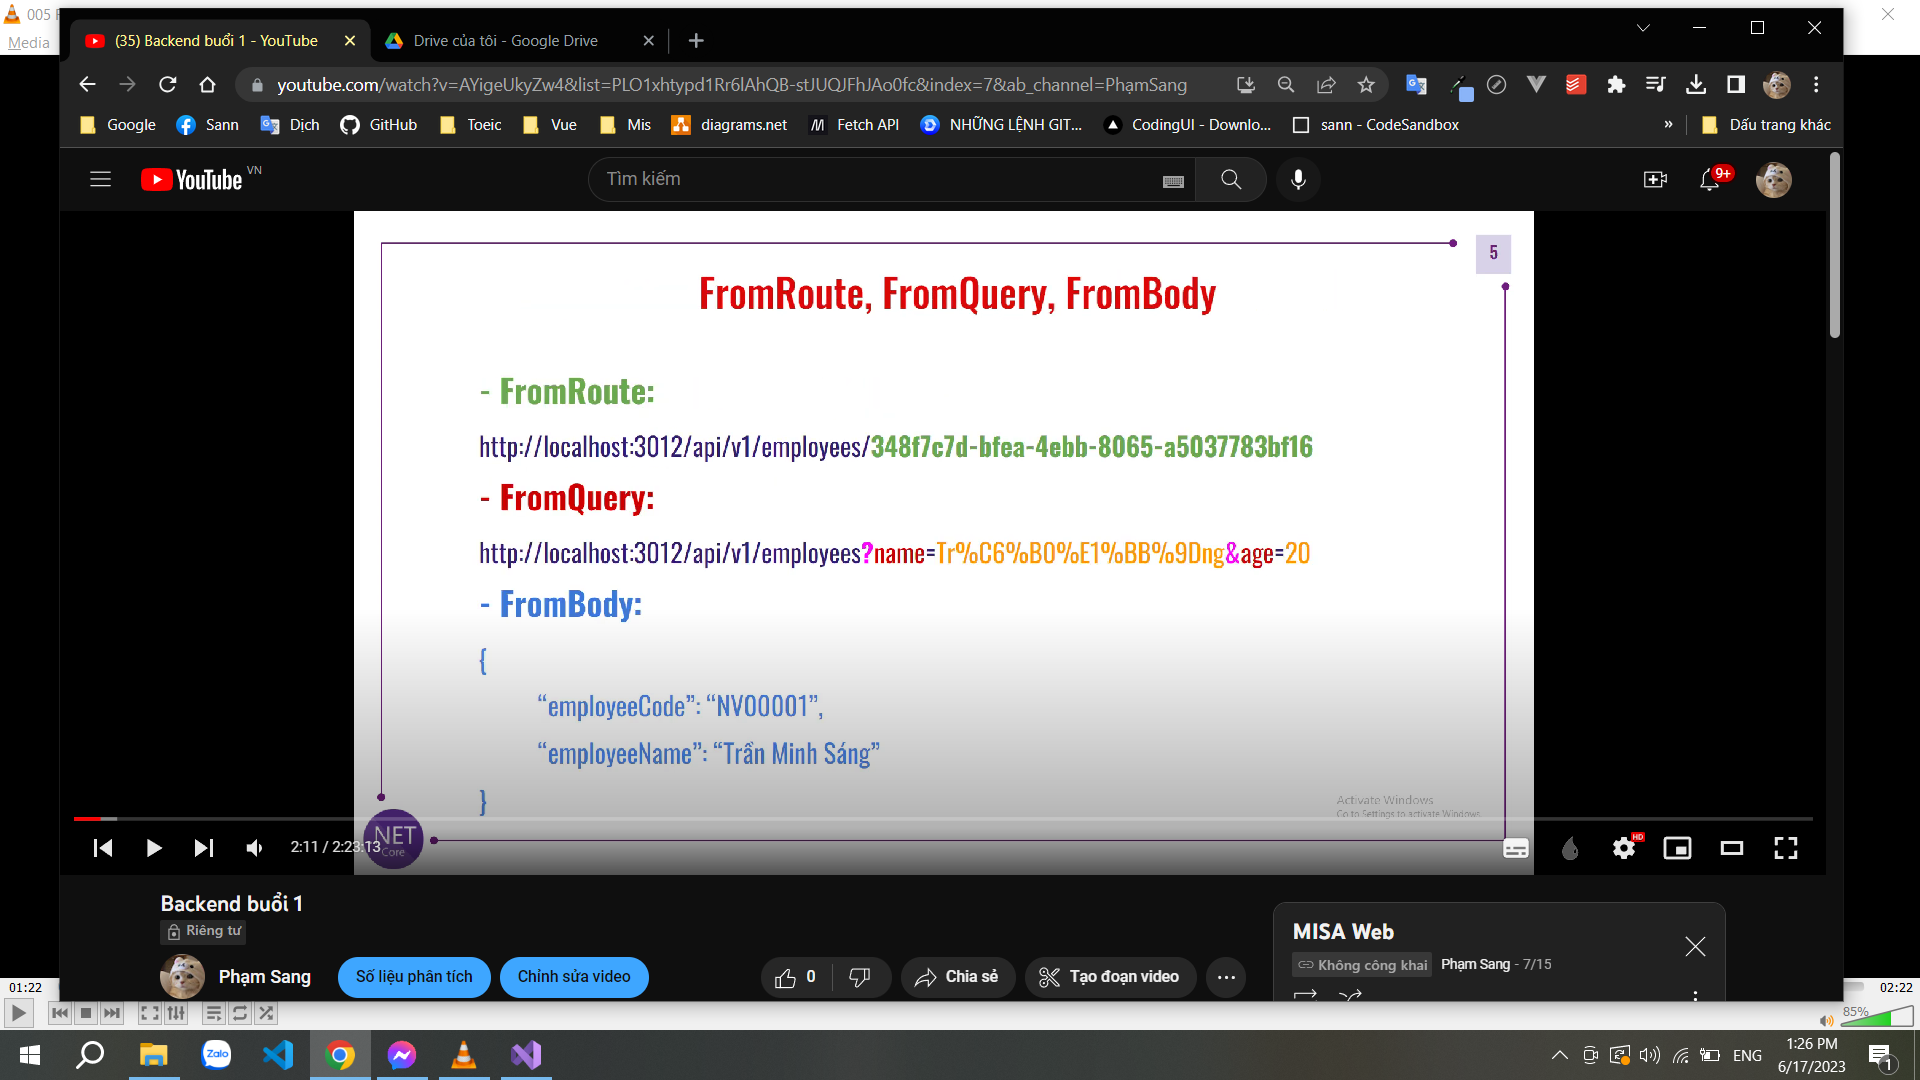 005
Media
(35) Backend buổi 1 - YouTube
Drive của tôi - Google Drive
youtube.com/watch?v=AYigeUkyZw4&list=PLO1xhtypd1Rr6lAhQB-stJUQJFhJAo0fc&index=7&ab_channel=PhạmSang
Google Sann Dịch GitHub Toeic Vue Mis diagrams.net Fetch API NHỮNG LỆNH GIT... CodingUI - Downlo... sann - CodeSandbox » Dấu trang khác
YouTube VN
Tìm kiếm
9+
5
FromRoute, FromQuery, FromBody
- FromRoute:
http://localhost:3012/api/v1/employees/348f7c7d-bfea-4ebb-8065-a5037783bf16
- FromQuery:
http://localhost:3012/api/v1/employees?name=Tr%C6%B0%E1%BB%9Dng&age=20
- FromBody:
{
“employeeCode”: “NV00001”,
“employeeName”: “Trần Minh Sáng”
}
Activate Windows
Go to Settings to activate Windows.
.NET
Core
2:11 / 2:23:13
HD
Backend buổi 1
Riêng tư
Phạm Sang
Số liệu phân tích
Chỉnh sửa video
0
Chia sẻ
Tạo đoạn video
MISA Web
Không công khai Phạm Sang - 7/15
01:22
02:22
85%
Zalo
ENG
1:26 PM
6/17/2023
1